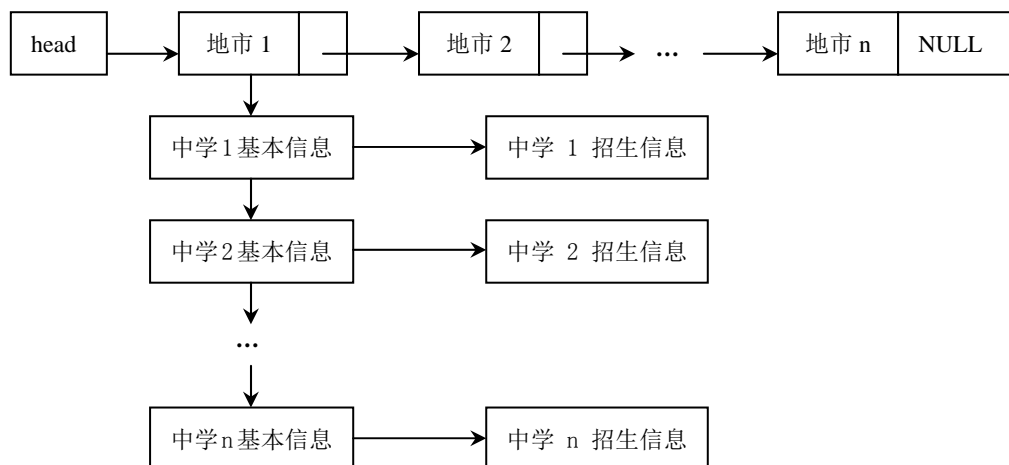 head 地市 1 地市 2 ... 地市 n NULL
中学1基本信息 中学 1 招生信息
中学2基本信息 中学 2 招生信息
...
中学n基本信息 中学 n 招生信息